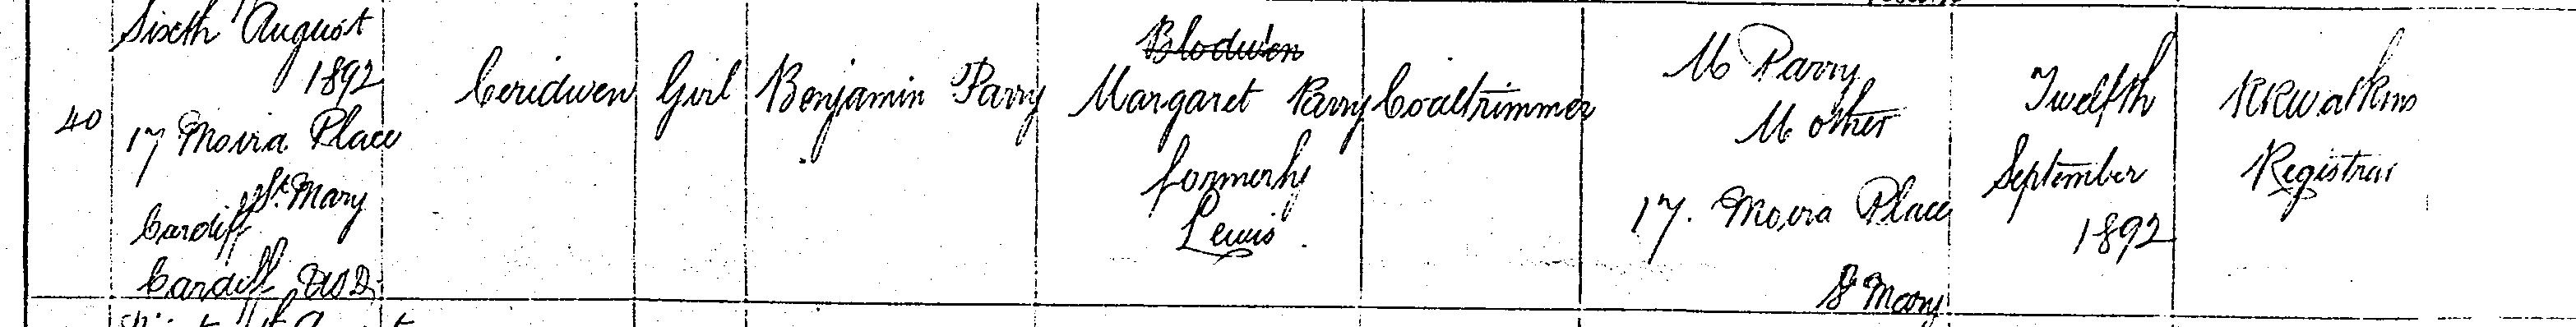 40
Sixth August
1892
17 Moira Place
St. Mary
Cardiff
Cardiff U.S.D.
Ceridwen
Girl
Benjamin Parry
Blodwen
Margaret Parry
formerly
Lewis
Coaltrimmer
M Parry
Mother
17. Moira Place
St Mary
Twelfth
September
1892
Watkins
Registrar